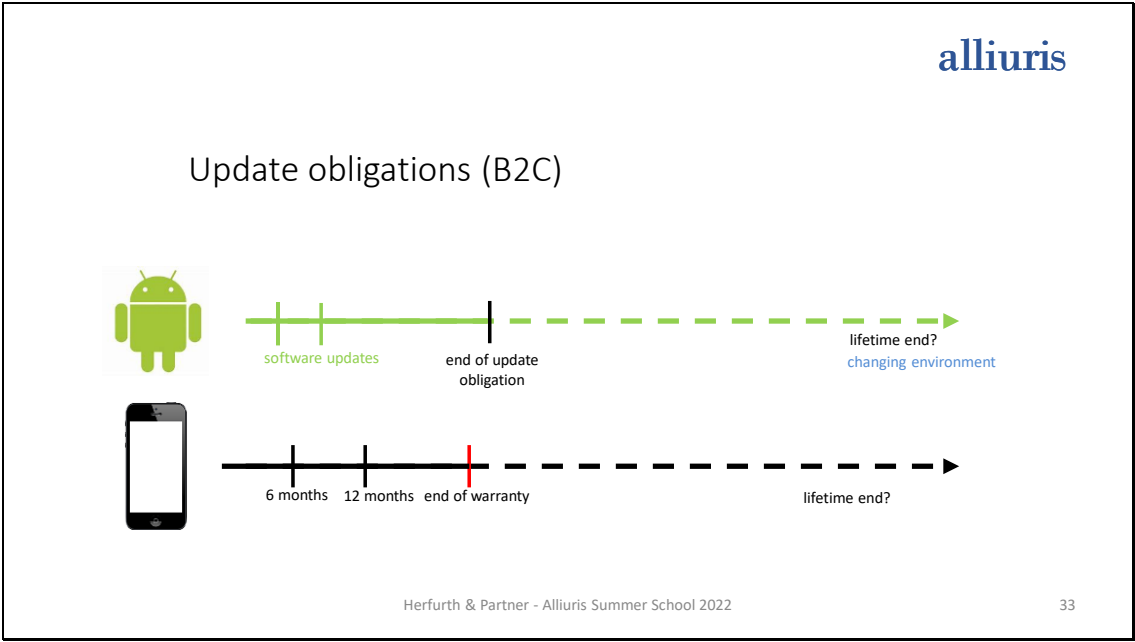 alliuris
Update obligations (B2C)
software updates
end of update
obligation
lifetime end?
changing environment
6 months
12 months
end of warranty
lifetime end?
Herfurth & Partner - Alliuris Summer School 2022
33